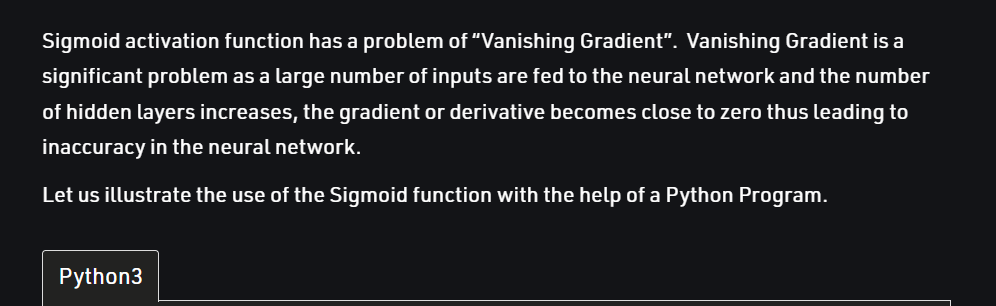 Sigmoid activation function has a problem of “Vanishing Gradient”.  Vanishing Gradient is a
significant problem as a large number of inputs are fed to the neural network and the number
of hidden layers increases, the gradient or derivative becomes close to zero thus leading to
inaccuracy in the neural network.
Let us illustrate the use of the Sigmoid function with the help of a Python Program.
Python3